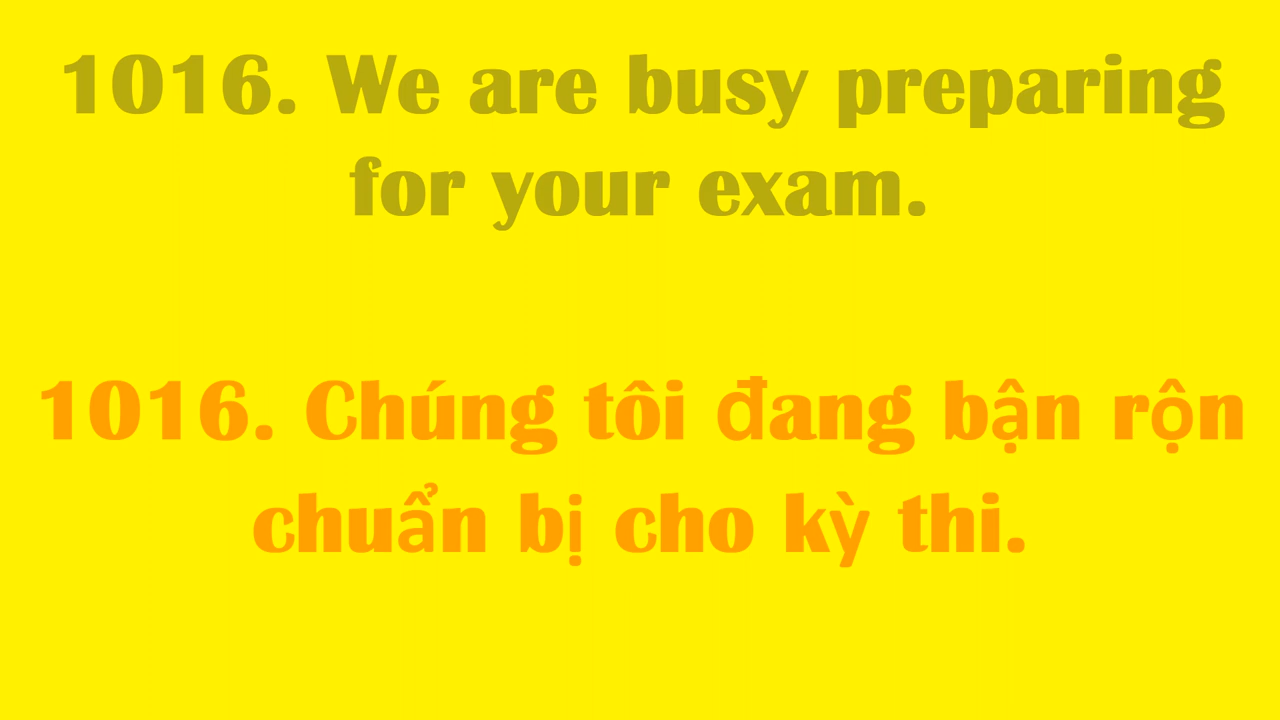 1016. We are busy preparing
for your exam.
1016. Chúng tôi đang bận rộn
chuẩn bị cho kỳ thi.